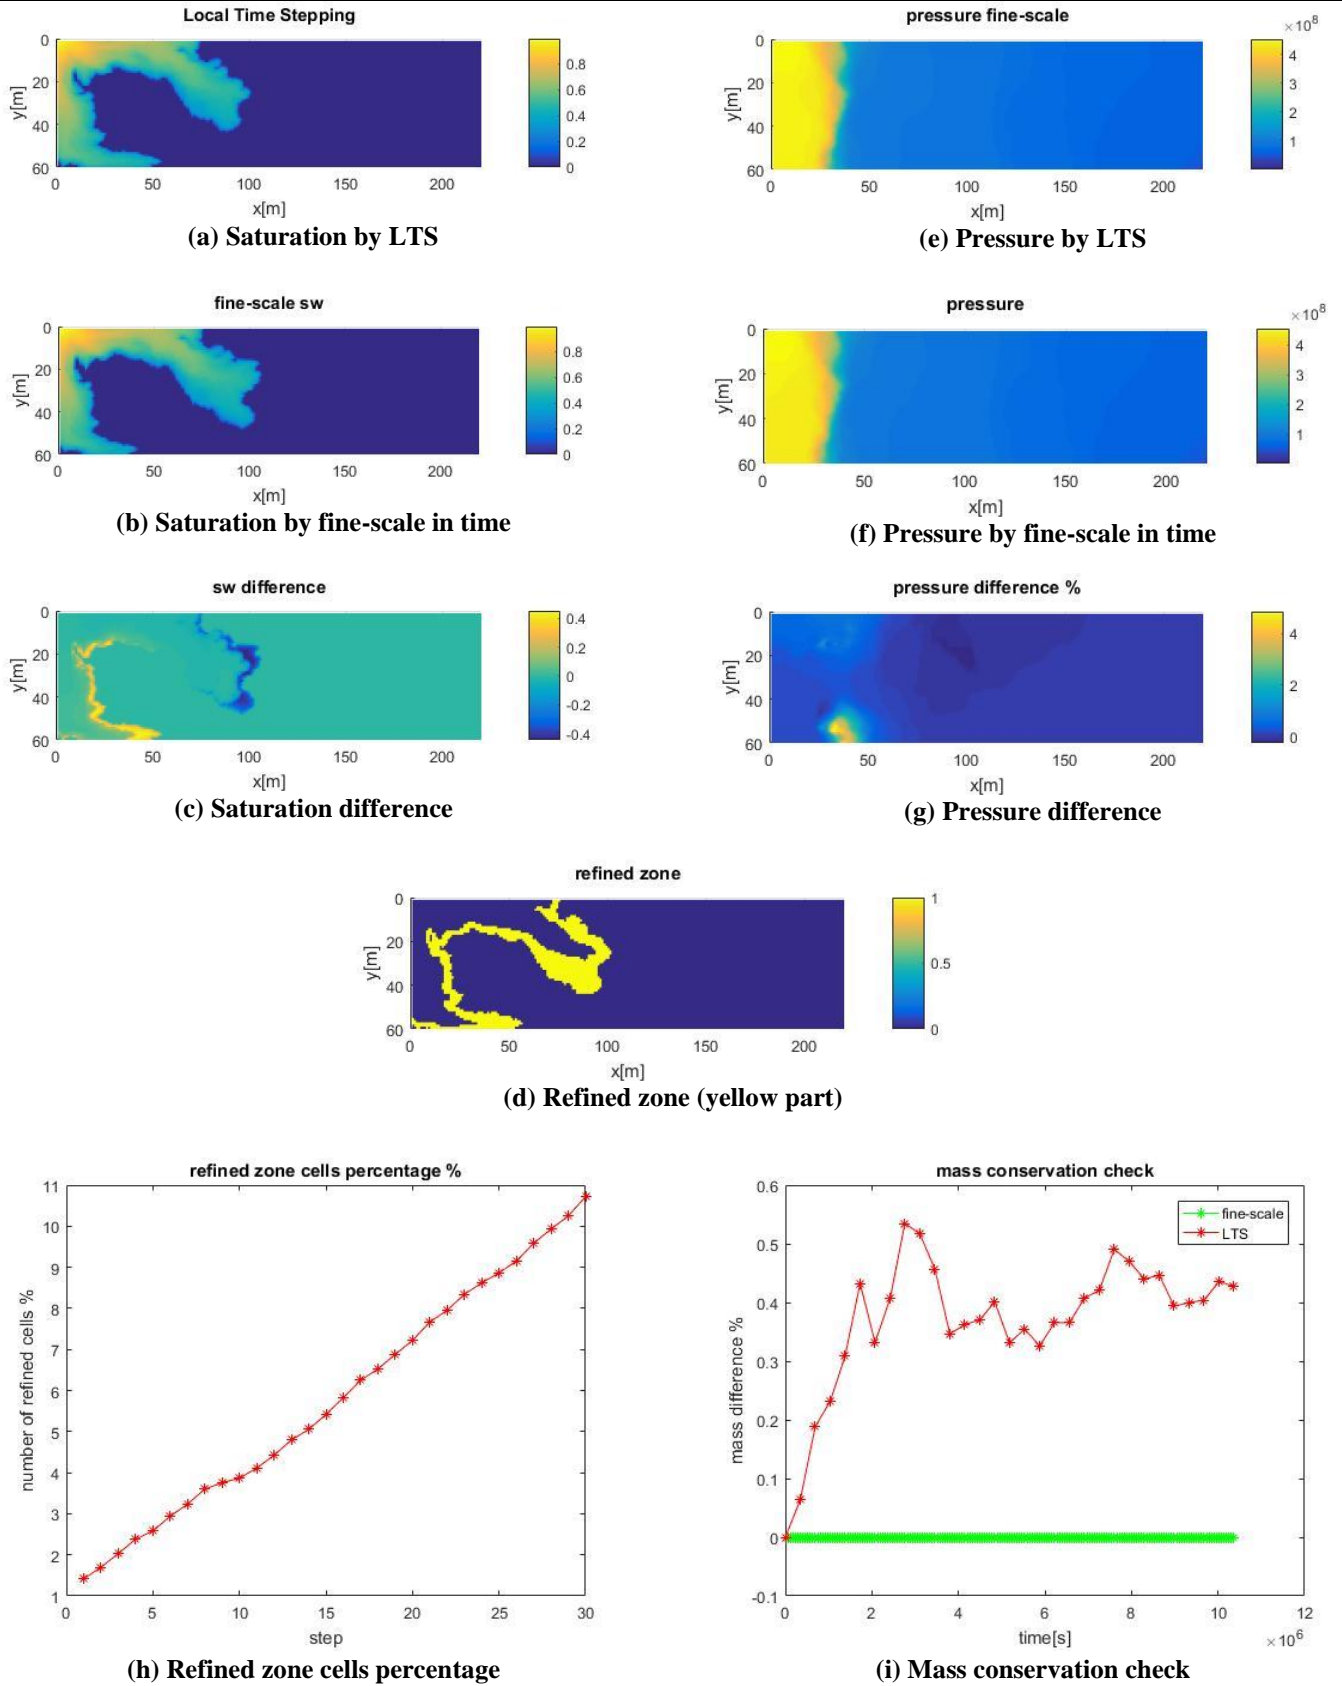 Local Time Stepping
0
20
40
60
y[m]
0 50 100 150 200
x[m]
0.8
0.6
0.4
0.2
0
(a) Saturation by LTS
pressure fine-scale
×10⁸
0
20
40
60
y[m]
50 100 150 200
x[m]
4
3
2
1
(e) Pressure by LTS
fine-scale sw
0
20
40
60
y[m]
0 50 100 150 200
x[m]
0.8
0.6
0.4
0.2
0
(b) Saturation by fine-scale in time
pressure
×10⁸
0
20
40
60
y[m]
0 50 100 150 200
x[m]
4
3
2
1
(f) Pressure by fine-scale in time
sw difference
0
20
40
60
y[m]
0 50 100 150 200
x[m]
0.4
0.2
0
-0.2
-0.4
(c) Saturation difference
pressure difference %
0
20
40
60
y[m]
0 50 100 150 200
x[m]
4
2
0
(g) Pressure difference
refined zone
0
20
40
60
y[m]
0 50 100 150 200
x[m]
1
0.5
0
(d) Refined zone (yellow part)
refined zone cells percentage %
11
10
9
8
7
6
5
4
3
2
1
number of refined cells %
0 5 10 15 20 25 30
step
(h) Refined zone cells percentage
mass conservation check
0.6
0.5
0.4
0.3
0.2
0.1
0
-0.1
mass difference %
fine-scale
LTS
0 2 4 6 8 10 12
time[s]
×10⁶
(i) Mass conservation check